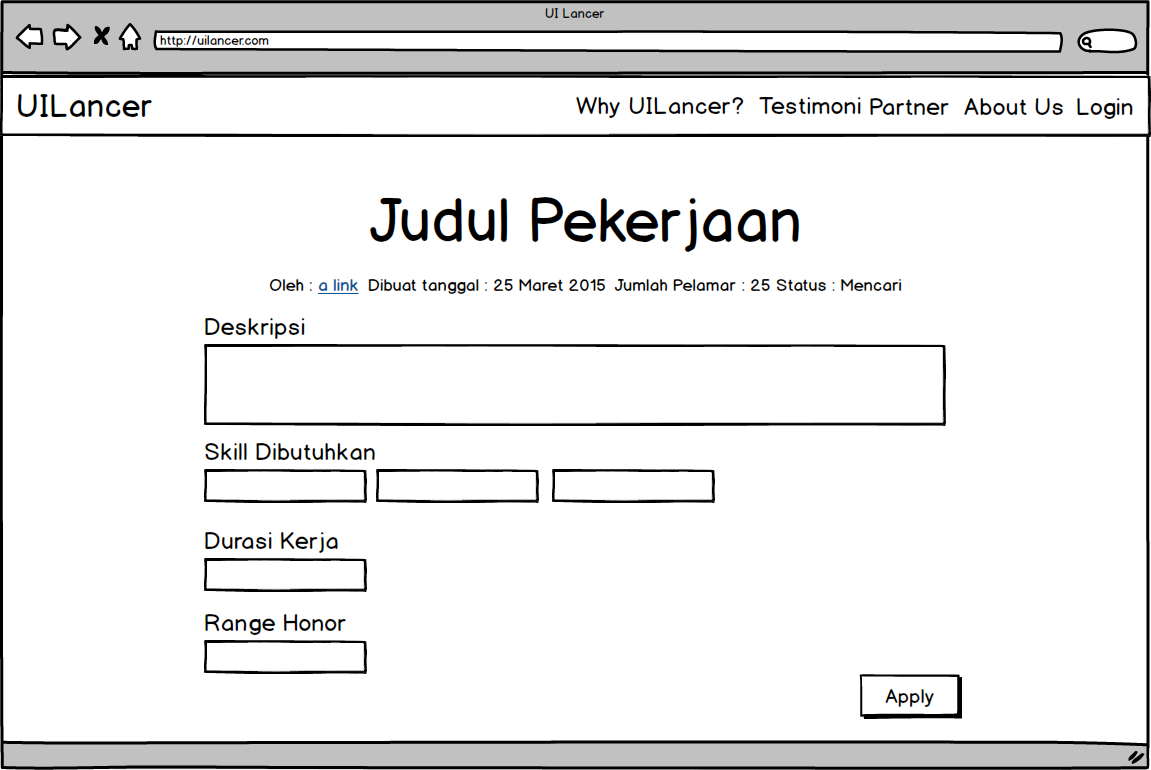 UI Lancer
http://uilancer.com
UILancer Why UILancer? Testimoni Partner About Us Login
Judul Pekerjaan
Oleh : a link Dibuat tanggal : 25 Maret 2015 Jumlah Pelamar : 25 Status : Mencari
Deskripsi
Skill Dibutuhkan
Durasi Kerja
Range Honor
Apply